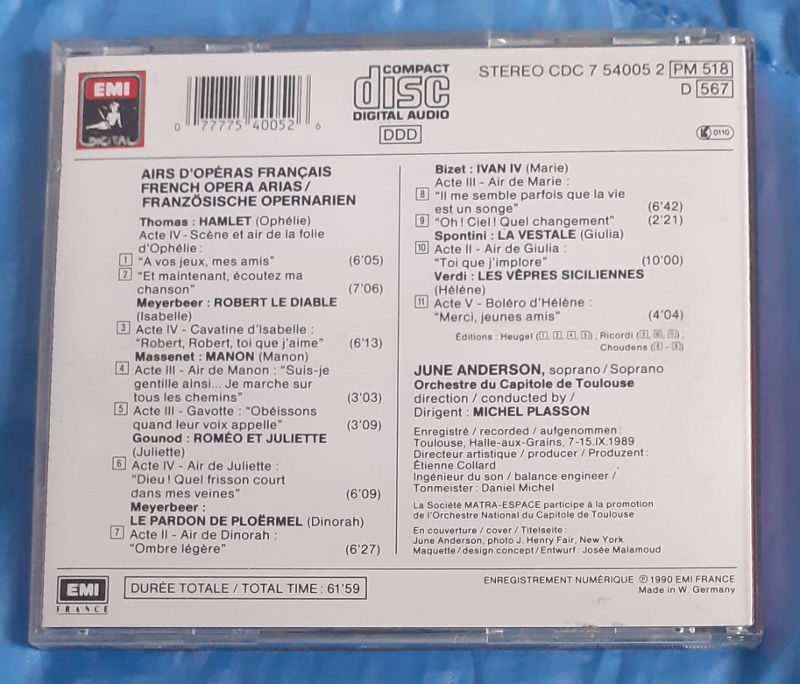 EMI
DIGITAL
0 77775 40052 6
COMPACT
disc
DIGITAL AUDIO
DDD
STEREO CDC 7 54005 2 PM 518
D 567
0110
AIRS D'OPÉRAS FRANÇAIS
FRENCH OPERA ARIAS/
FRANZÖSISCHE OPERNARIEN
Thomas : HAMLET (Ophélie)
Acte IV - Scène et air de la folie
d'Ophélie :
1 "A vos jeux, mes amis" (6'05)
2 "Et maintenant, écoutez ma
chanson" (7'06)
Meyerbeer : ROBERT LE DIABLE
(Isabelle)
3 Acte IV - Cavatine d'Isabelle :
"Robert, Robert, toi que j'aime" (6'13)
Massenet : MANON (Manon)
4 Acte III - Air de Manon : "Suis-je
gentille ainsi... Je marche sur
tous les chemins" (3'03)
5 Acte III - Gavotte : "Obéissons
quand leur voix appelle" (3'09)
Gounod : ROMÉO ET JULIETTE
(Juliette)
6 Acte IV - Air de Juliette :
"Dieu ! Quel frisson court
dans mes veines" (6'09)
Meyerbeer :
LE PARDON DE PLOËRMEL (Dinorah)
7 Acte II - Air de Dinorah :
"Ombre légère" (6'27)
Bizet : IVAN IV (Marie)
Acte III - Air de Marie :
8 "Il me semble parfois que la vie
est un songe" (6'42)
9 "Oh ! Ciel ! Quel changement" (2'21)
Spontini : LA VESTALE (Giulia)
10 Acte II - Air de Giulia :
"Toi que j'implore" (10'00)
Verdi : LES VÊPRES SICILIENNES
(Hélène)
11 Acte V - Boléro d'Hélène :
"Merci, jeunes amis" (4'04)
Éditions : Heugel ; Ricordi ;
Choudens (8 - 9)
JUNE ANDERSON, soprano / Soprano
Orchestre du Capitole de Toulouse
direction / conducted by /
Dirigent : MICHEL PLASSON
Enregistré / recorded / aufgenommen :
Toulouse, Halle-aux-Grains, 7-15.IX.1989
Directeur artistique / producer / Produzent :
Étienne Collard
Ingénieur du son / balance engineer /
Tonmeister : Daniel Michel
La Société MATRA-ESPACE participe à la promotion
de l'Orchestre National du Capitole de Toulouse
En couverture / cover / Titelseite :
June Anderson, photo J. Henry Fair, New York
Maquette / design concept / Entwurf : Josée Malamoud
EMI
FRANCE
DURÉE TOTALE / TOTAL TIME : 61'59
ENREGISTREMENT NUMÉRIQUE ℗ 1990 EMI FRANCE
Made in W. Germany